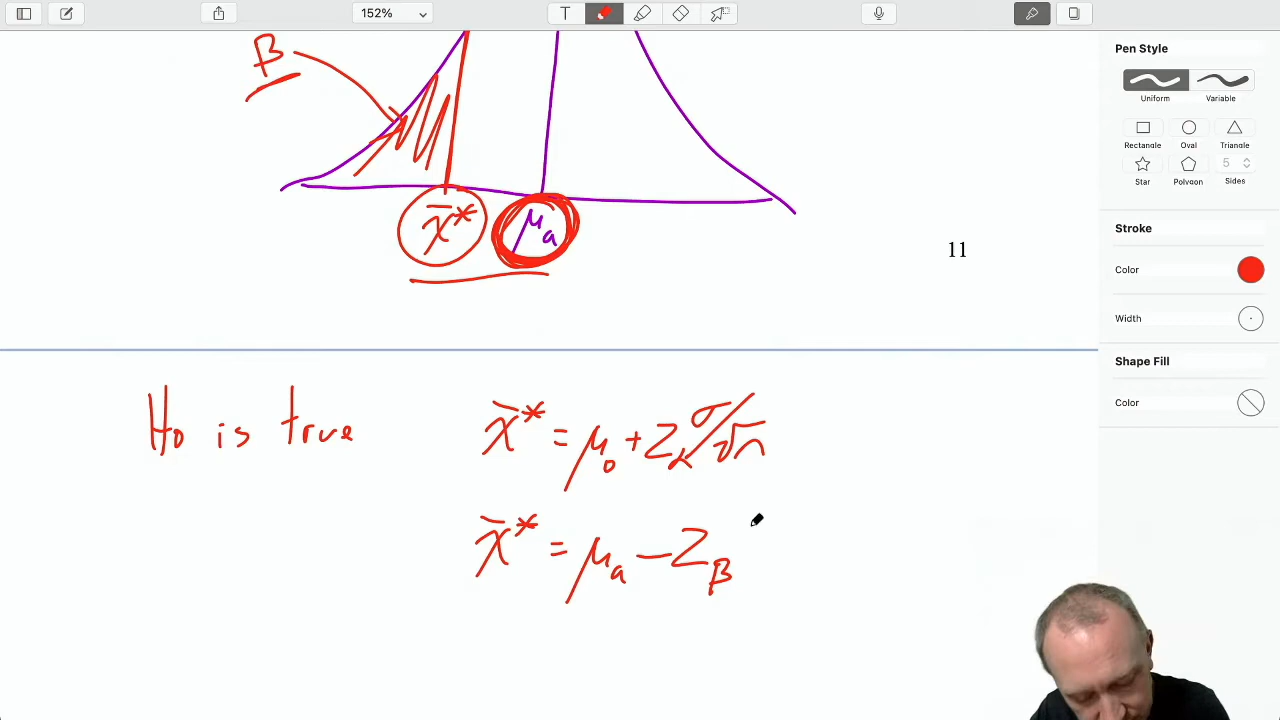 152%
T
Pen Style
Uniform
Variable
Rectangle
Oval
Triangle
Star
Polygon
5
Sides
Stroke
Color
Width
Shape Fill
Color
β
x̄*
μa
11
Ho is true
x̄* = μ₀ + Zα σ/√n
x̄* = μa − Zβ